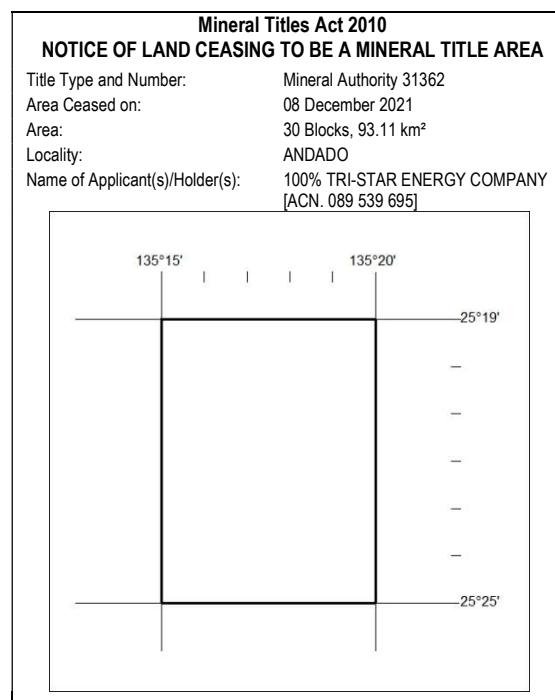 Mineral Titles Act 2010
NOTICE OF LAND CEASING TO BE A MINERAL TITLE AREA
Title Type and Number: Mineral Authority 31362
Area Ceased on: 08 December 2021
Area: 30 Blocks, 93.11 km²
Locality: ANDADO
Name of Applicant(s)/Holder(s): 100% TRI-STAR ENERGY COMPANY
[ACN. 089 539 695]
135°15' 135°20'
25°19'
25°25'